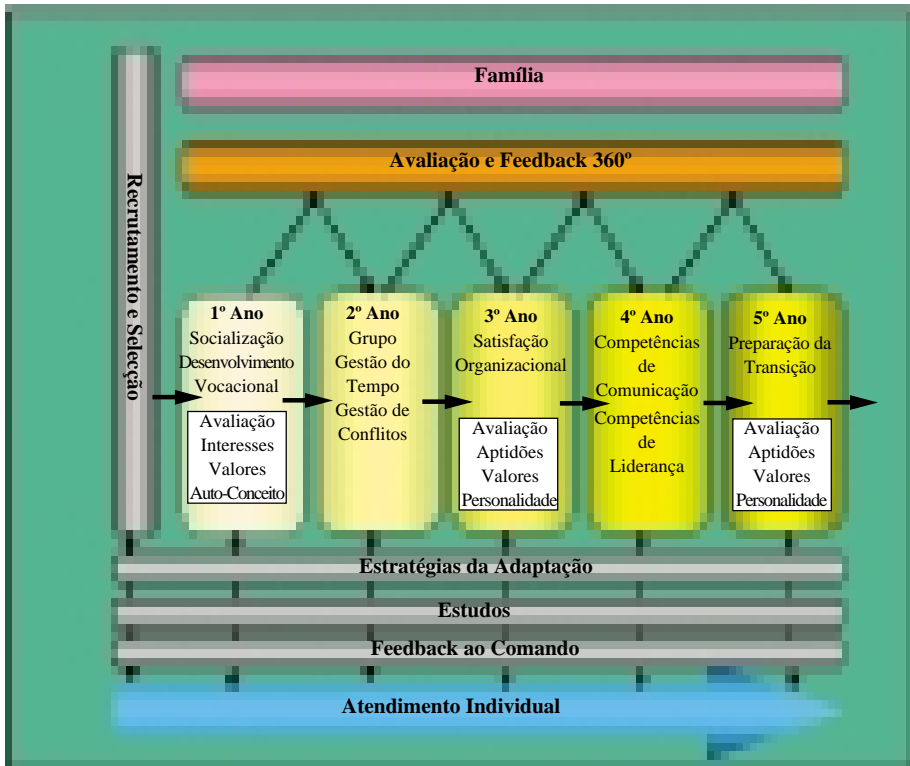 Família
Avaliação e Feedback 360º
Recrutamento e Selecção
1º Ano
Socialização
Desenvolvimento
Vocacional
Avaliação
Interesses
Valores
Auto-Conceito
2º Ano
Grupo
Gestão do
Tempo
Gestão de
Conflitos
3º Ano
Satisfação
Organizacional
Avaliação
Aptidões
Valores
Personalidade
4º Ano
Competências
de
Comunicação
Competências
de
Liderança
5º Ano
Preparação da
Transição
Avaliação
Aptidões
Valores
Personalidade
Estratégias da Adaptação
Estudos
Feedback ao Comando
Atendimento Individual